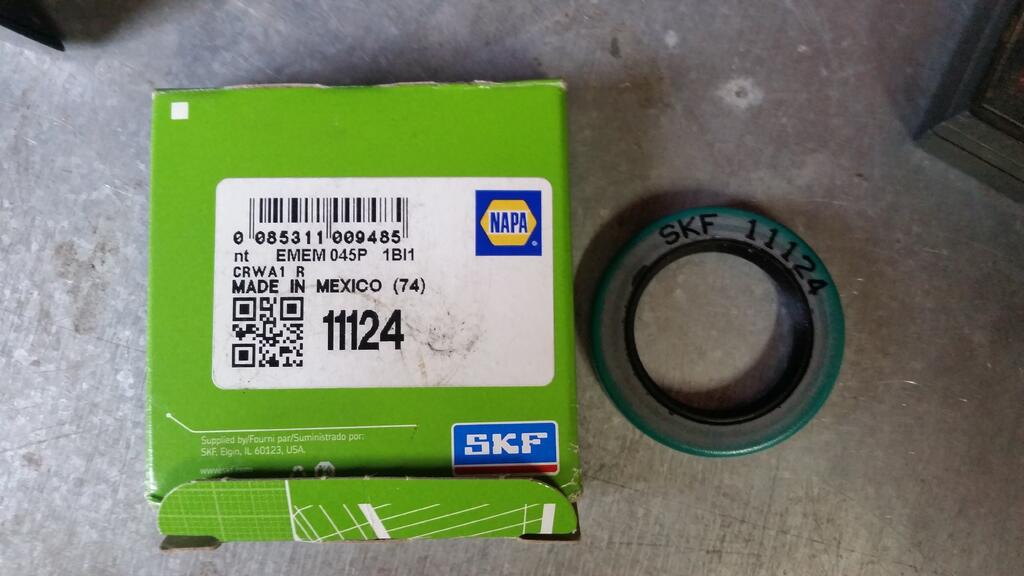 0 085311 009485
nt EMEM 045P 1BI1
CRWA1 R
MADE IN MEXICO (74)
11124
NAPA
Supplied by/Fourni par/Suministrado por:
SKF, Elgin, IL 60123, USA.
SKF
SKF 11124